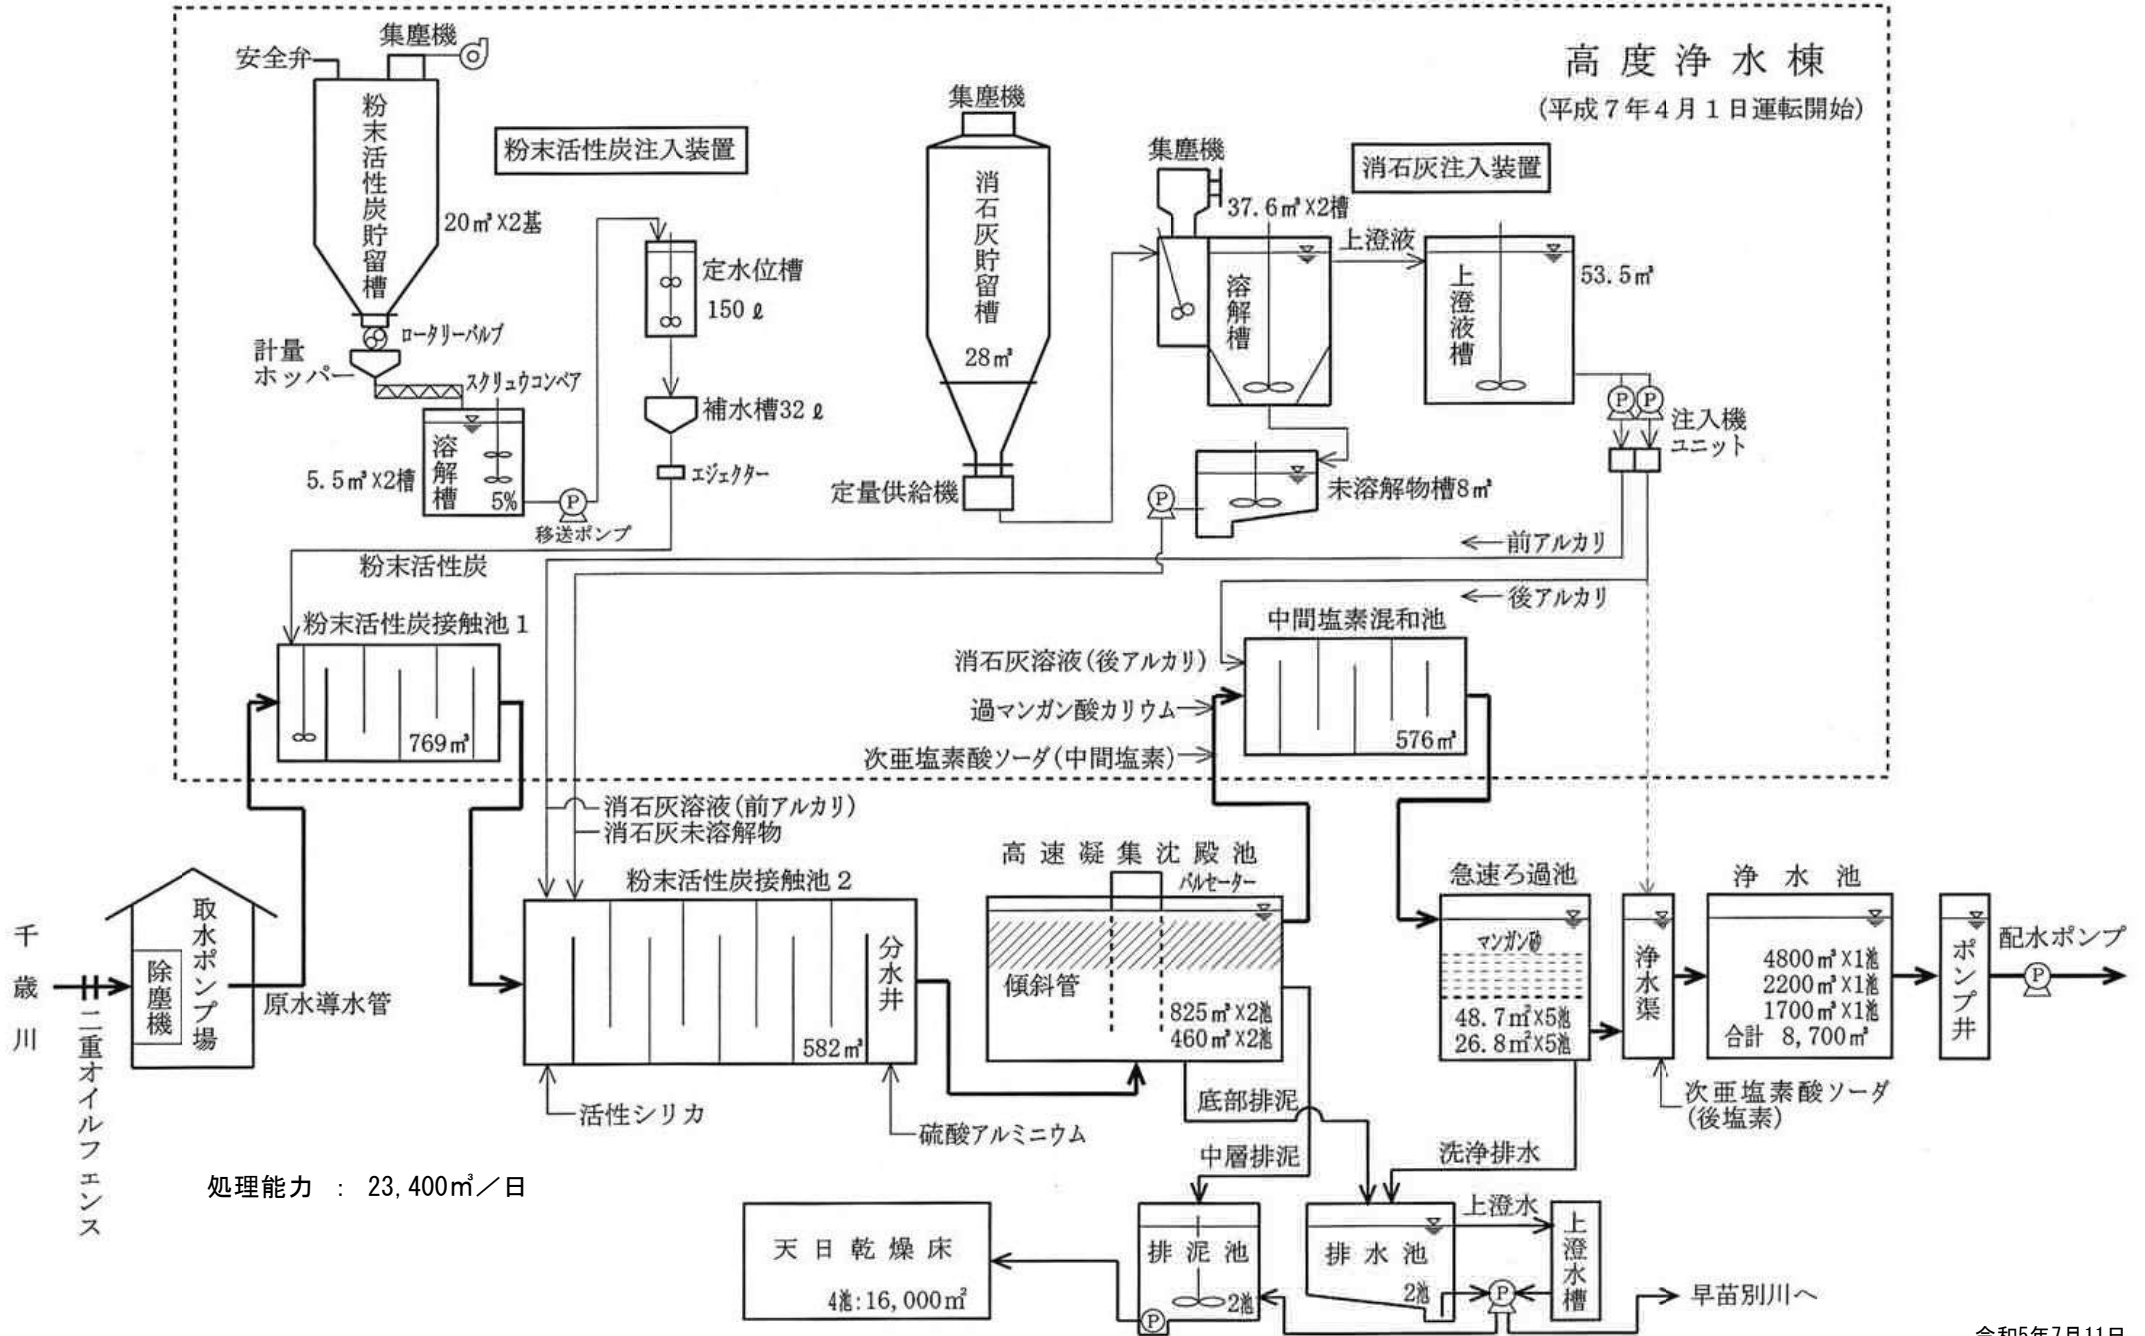 高度浄水棟
(平成7年4月1日運転開始)
集塵機
安全弁
粉末活性炭貯留槽
20㎥×2基
粉末活性炭注入装置
ロータリーバルブ
計量
ホッパー
スクリュウコンベア
溶解槽
5%
5.5㎥×2槽
P
移送ポンプ
定水位槽
150ℓ
補水槽32ℓ
エジェクター
粉末活性炭
集塵機
消石灰貯留槽
28㎥
定量供給機
集塵機
37.6㎥×2槽
消石灰注入装置
溶解槽
上澄液
上澄液槽
53.5㎥
P
P
注入機
ユニット
未溶解物槽8㎥
P
前アルカリ
後アルカリ
粉末活性炭接触池1
769㎥
中間塩素混和池
576㎥
消石灰溶液(後アルカリ)
過マンガン酸カリウム
次亜塩素酸ソーダ(中間塩素)
消石灰溶液(前アルカリ)
消石灰未溶解物
千歳川
二重オイルフェンス
取水ポンプ場
除塵機
原水導水管
粉末活性炭接触池2
分水井
582㎥
活性シリカ
硫酸アルミニウム
高速凝集沈殿池
パルセーター
傾斜管
825㎥×2池
460㎥×2池
底部排泥
中層排泥
急速ろ過池
マンガン砂
48.7㎡×5池
26.8㎡×5池
洗浄排水
浄水渠
次亜塩素酸ソーダ
(後塩素)
浄水池
4800㎥×1池
2200㎥×1池
1700㎥×1池
合計 8,700㎥
ポンプ井
配水ポンプ
P
処理能力 : 23,400㎥/日
天日乾燥床
4池:16,000㎡
排泥池
2池
P
排水池
2池
上澄水
上澄水槽
P
早苗別川へ
令和5年7月11日